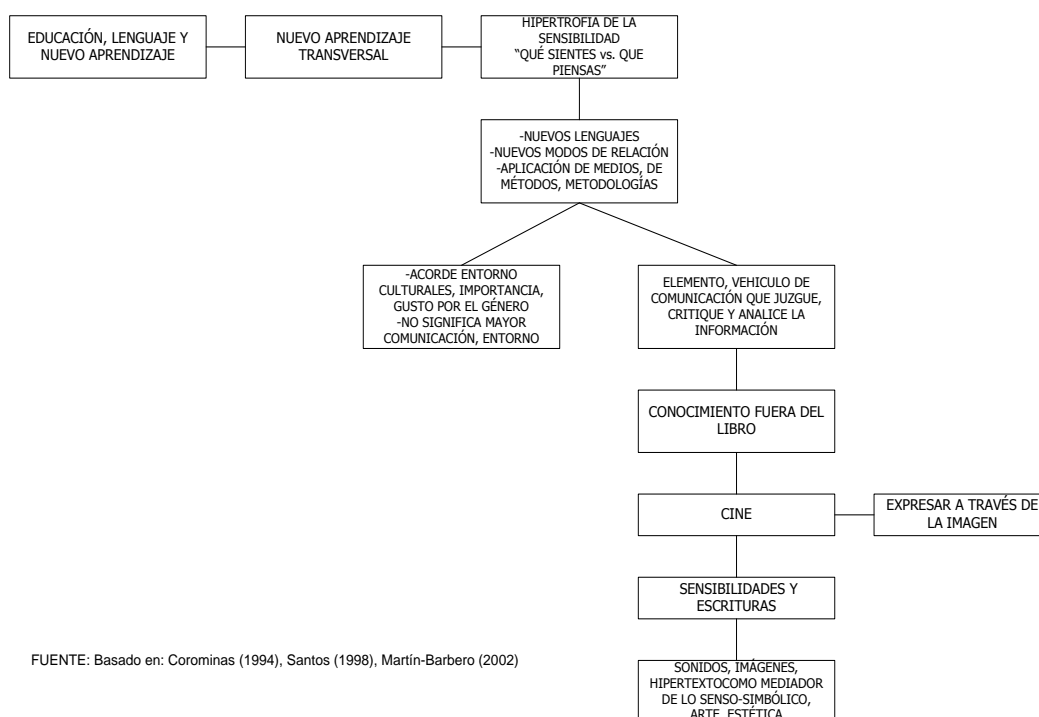 EDUCACIÓN, LENGUAJE Y
NUEVO APRENDIZAJE
NUEVO APRENDIZAJE
TRANSVERSAL
HIPERTROFIA DE LA
SENSIBILIDAD
“QUÉ SIENTES vs. QUE
PIENSAS”
-NUEVOS LENGUAJES
-NUEVOS MODOS DE RELACIÓN
-APLICACIÓN DE MEDIOS, DE
MÉTODOS, METODOLOGÍAS
-ACORDE ENTORNO
CULTURALES, IMPORTANCIA,
GUSTO POR EL GÉNERO
-NO SIGNIFICA MAYOR
COMUNICACIÓN, ENTORNO
ELEMENTO, VEHICULO DE
COMUNICACIÓN QUE JUZGUE,
CRITIQUE Y ANALICE LA
INFORMACIÓN
CONOCIMIENTO FUERA DEL
LIBRO
CINE
EXPRESAR A TRAVÉS DE
LA IMAGEN
SENSIBILIDADES Y
ESCRITURAS
SONIDOS, IMÁGENES,
HIPERTEXTOCOMO MEDIADOR
DE LO SENSO-SIMBÓLICO,
ARTE, ESTÉTICA
FUENTE: Basado en: Corominas (1994), Santos (1998), Martín-Barbero (2002)